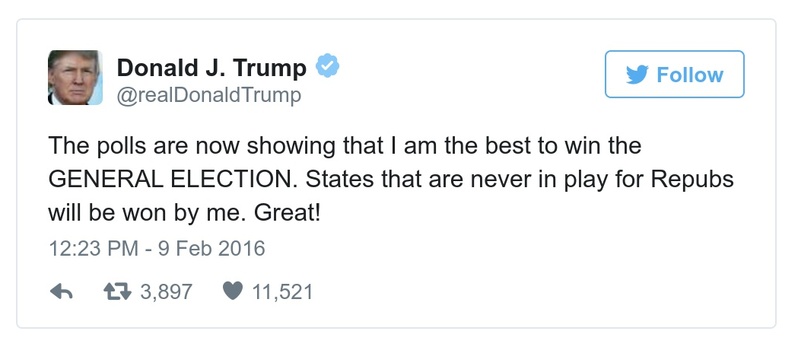 Donald J. Trump
@realDonaldTrump
Follow
The polls are now showing that I am the best to win the
GENERAL ELECTION. States that are never in play for Repubs
will be won by me. Great!
12:23 PM - 9 Feb 2016
3,897 11,521